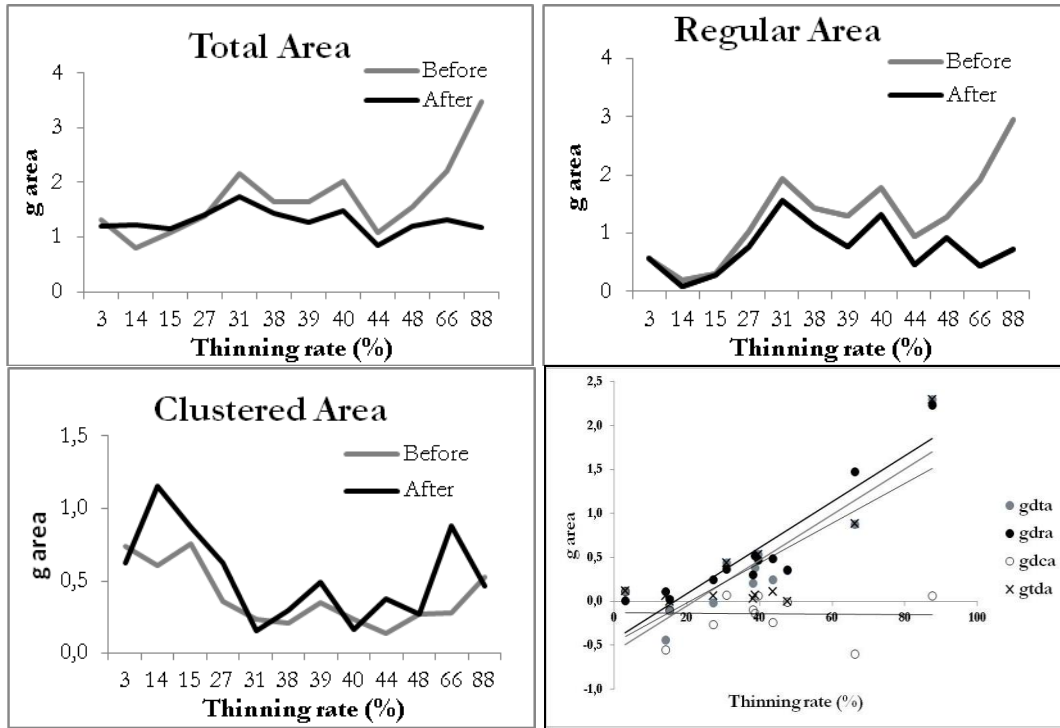 Total Area
Before
After
4
3
2
1
0
g area
3 14 15 27 31 38 39 40 44 48 66 88
Thinning rate (%)
Regular Area
Before
After
4
3
2
1
0
g area
3 14 15 27 31 38 39 40 44 48 66 88
Thinning rate (%)
Clustered Area
Before
After
1,5
1,0
0,5
0,0
g area
3 14 15 27 31 38 39 40 44 48 66 88
Thinning rate (%)
2,5
2,0
1,5
1,0
0,5
0,0
-0,5
-1,0
g area
0 20 40 60 80 100
Thinning rate (%)
gdta
gdra
gdca
gtda